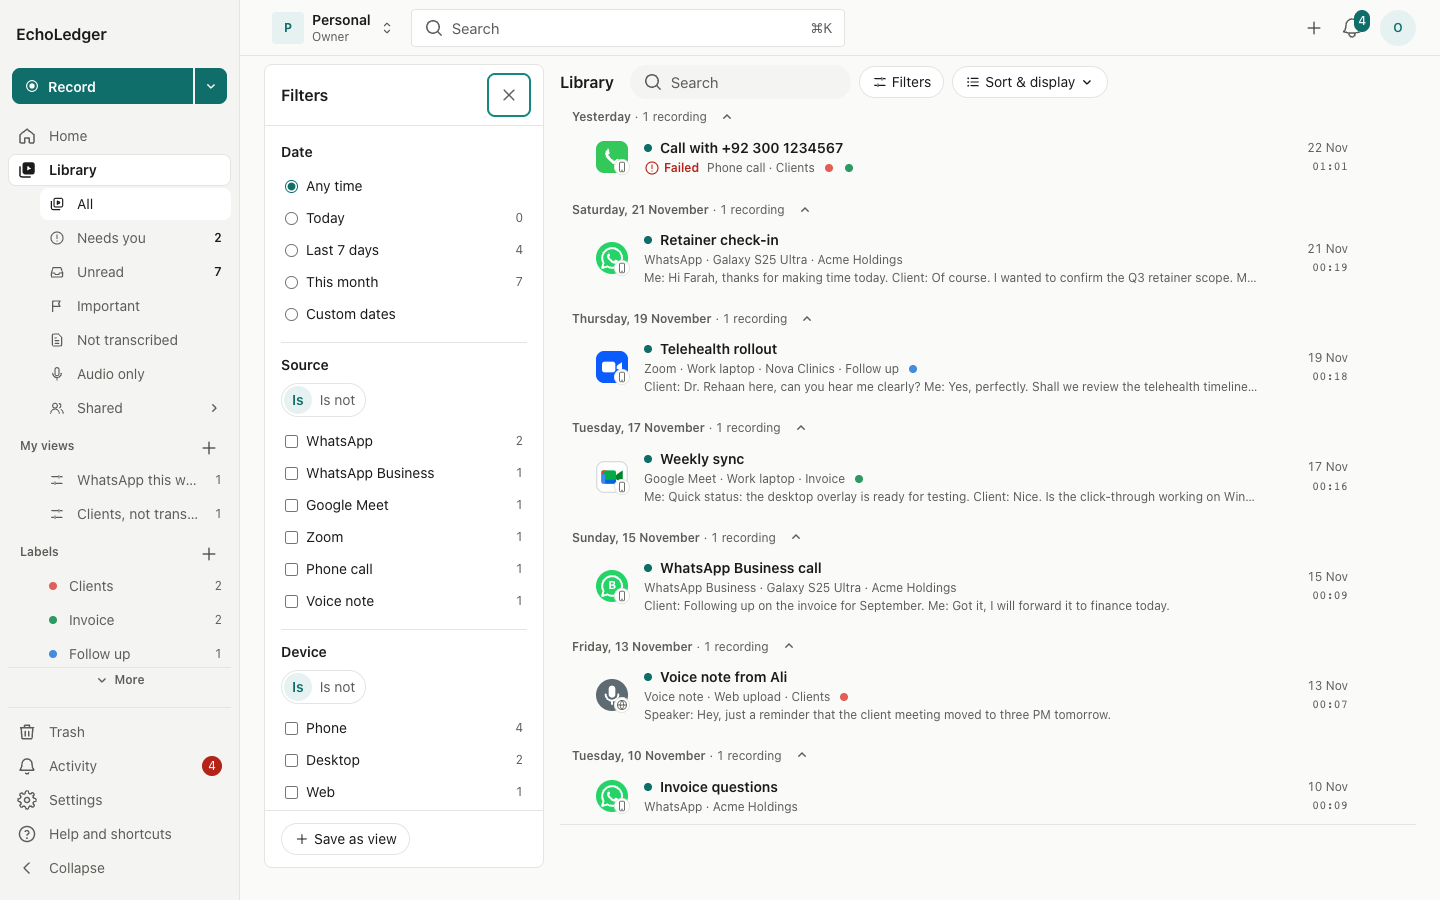 EchoLedger
Record
Home
Library
All
Needs you 2
Unread 7
Important
Not transcribed
Audio only
Shared
My views
WhatsApp this w... 1
Clients, not trans... 1
Labels
Clients 2
Invoice 2
Follow up 1
More
Trash
Activity 4
Settings
Help and shortcuts
Collapse
P Personal
Owner
Search ⌘K
4
O
Filters
Date
Any time
Today 0
Last 7 days 4
This month 7
Custom dates
Source
Is Is not
WhatsApp 2
WhatsApp Business 1
Google Meet 1
Zoom 1
Phone call 1
Voice note 1
Device
Is Is not
Phone 4
Desktop 2
Web 1
Save as view
Library Search Filters Sort & display
Yesterday · 1 recording
Call with +92 300 1234567 22 Nov
Failed Phone call · Clients 01:01
Saturday, 21 November · 1 recording
Retainer check-in 21 Nov
WhatsApp · Galaxy S25 Ultra · Acme Holdings 00:19
Me: Hi Farah, thanks for making time today. Client: Of course. I wanted to confirm the Q3 retainer scope. M...
Thursday, 19 November · 1 recording
Telehealth rollout 19 Nov
Zoom · Work laptop · Nova Clinics · Follow up 00:18
Client: Dr. Rehaan here, can you hear me clearly? Me: Yes, perfectly. Shall we review the telehealth timeline...
Tuesday, 17 November · 1 recording
Weekly sync 17 Nov
Google Meet · Work laptop · Invoice 00:16
Me: Quick status: the desktop overlay is ready for testing. Client: Nice. Is the click-through working on Win...
Sunday, 15 November · 1 recording
WhatsApp Business call 15 Nov
WhatsApp Business · Galaxy S25 Ultra · Acme Holdings 00:09
Client: Following up on the invoice for September. Me: Got it, I will forward it to finance today.
Friday, 13 November · 1 recording
Voice note from Ali 13 Nov
Voice note · Web upload · Clients 00:07
Speaker: Hey, just a reminder that the client meeting moved to three PM tomorrow.
Tuesday, 10 November · 1 recording
Invoice questions 10 Nov
WhatsApp · Acme Holdings 00:09